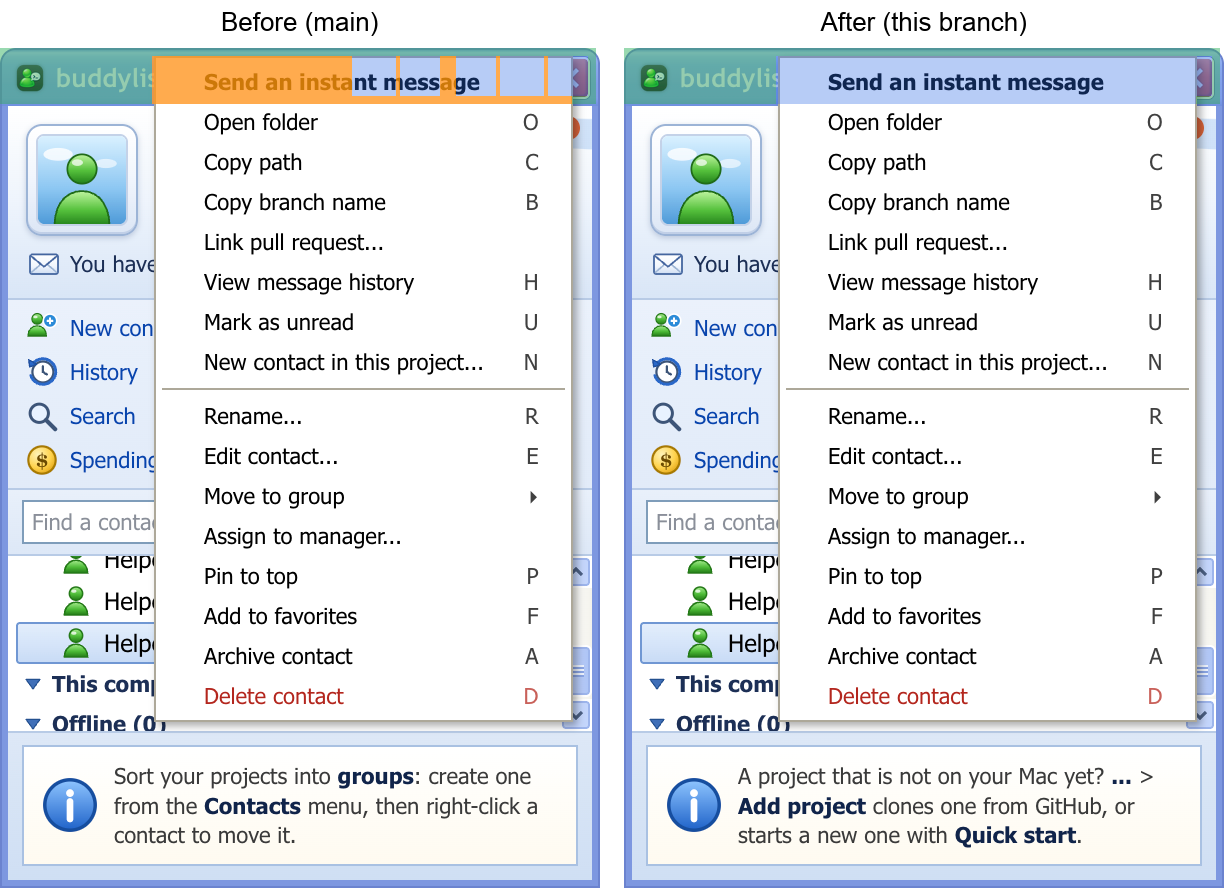 Before (main)
buddylis
Send an instant message
Open folder O
Copy path C
Copy branch name B
Link pull request...
View message history H
Mark as unread U
New contact in this project... N
Rename... R
Edit contact... E
Move to group
Assign to manager...
Pin to top P
Add to favorites F
Archive contact A
Delete contact D
You have
New con
History
Search
Spending
Find a contac
Helpe
Helpe
Helpe
This comp
Offline (0)
Sort your projects into groups: create one
from the Contacts menu, then right-click a
contact to move it.
After (this branch)
buddylis
Send an instant message
Open folder O
Copy path C
Copy branch name B
Link pull request...
View message history H
Mark as unread U
New contact in this project... N
Rename... R
Edit contact... E
Move to group
Assign to manager...
Pin to top P
Add to favorites F
Archive contact A
Delete contact D
You have
New con
History
Search
Spending
Find a contac
Helpe
Helpe
Helpe
This comp
Offline (0)
A project that is not on your Mac yet? ... >
Add project clones one from GitHub, or
starts a new one with Quick start.